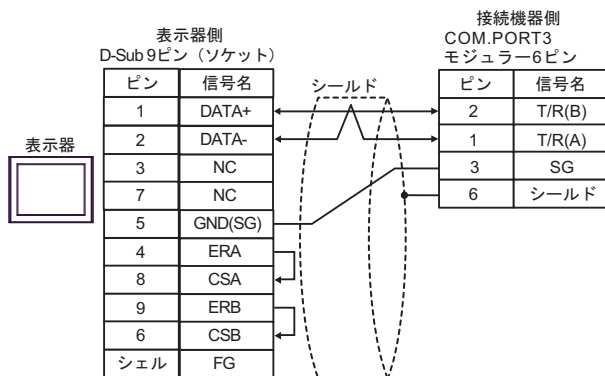 表示器側
D-Sub 9ピン（ソケット）
接続機器側
COM.PORT3
モジュラー6ピン
表示器
シールド
ピン 信号名
1 DATA+
2 DATA-
3 NC
7 NC
5 GND(SG)
4 ERA
8 CSA
9 ERB
6 CSB
シェル FG
ピン 信号名
2 T/R(B)
1 T/R(A)
3 SG
6 シールド